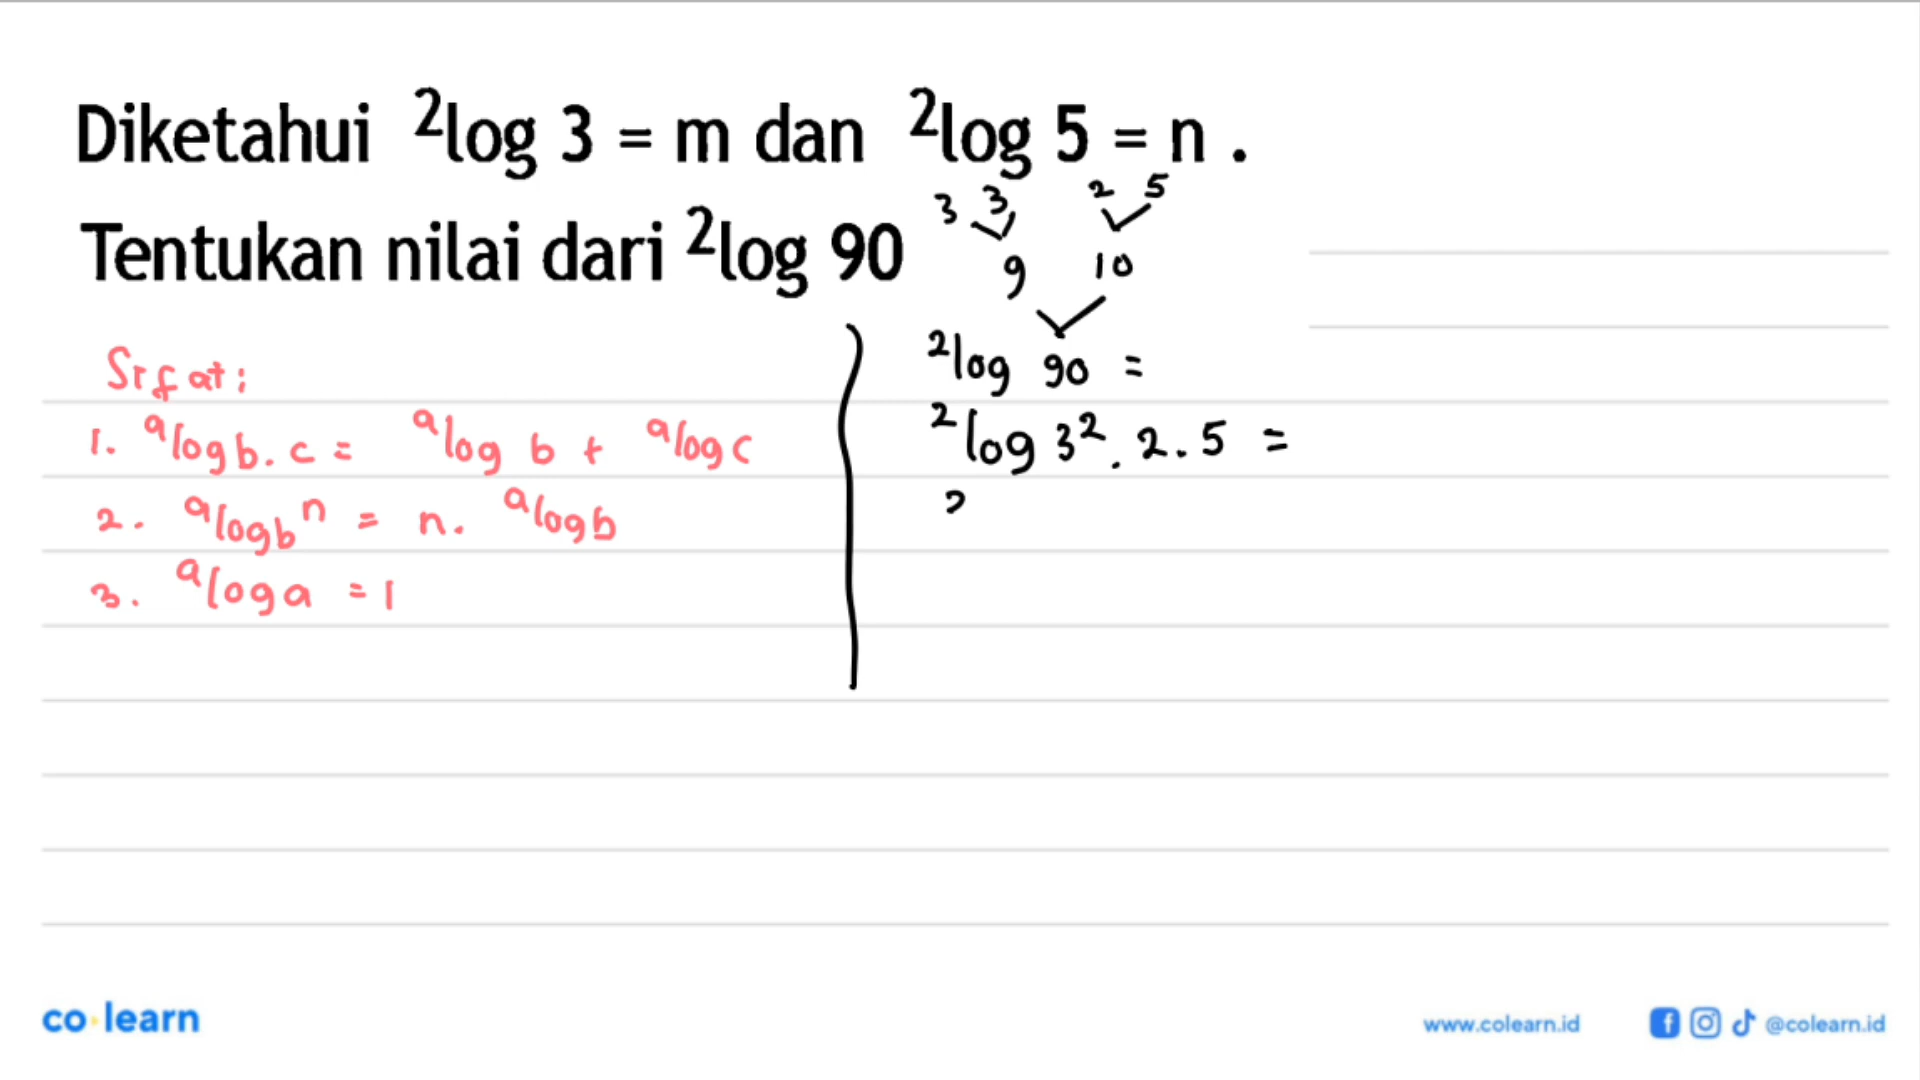 Diketahui ²log 3 = m dan ²log 5 = n .
Tentukan nilai dari ²log 90
3 3 2 5
9 10
Sifat:
1. ᵃlog b.c = ᵃlog b + ᵃlog c
2. ᵃlog bⁿ = n. ᵃlog b
3. ᵃlog a = 1
²log 90 =
²log 3² . 2 . 5 =
2
co learn
www.colearn.id
@colearn.id